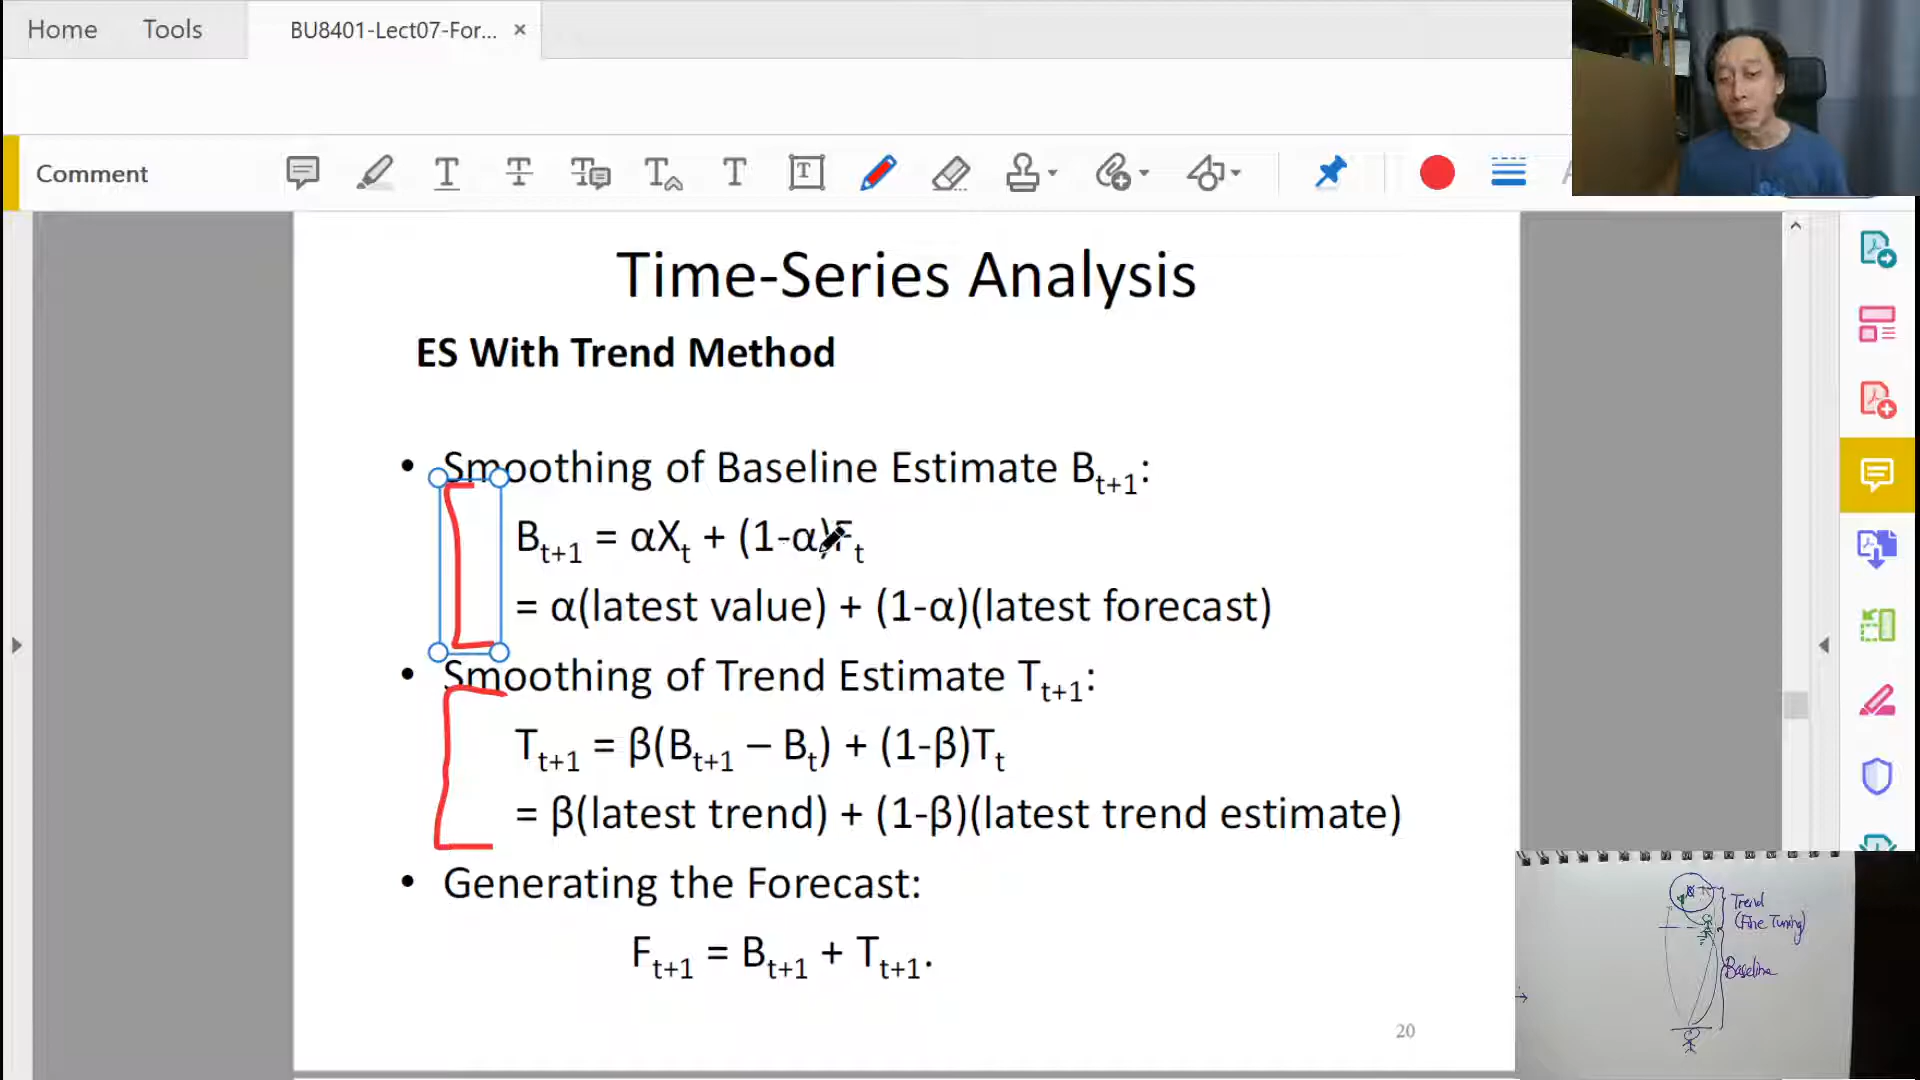 Home Tools BU8401-Lect07-For... ×
Comment
Time-Series Analysis
ES With Trend Method
• Smoothing of Baseline Estimate Bₜ₊₁:
Bₜ₊₁ = αXₜ + (1-α)Fₜ
= α(latest value) + (1-α)(latest forecast)
• Smoothing of Trend Estimate Tₜ₊₁:
Tₜ₊₁ = β(Bₜ₊₁ – Bₜ) + (1-β)Tₜ
= β(latest trend) + (1-β)(latest trend estimate)
• Generating the Forecast:
Fₜ₊₁ = Bₜ₊₁ + Tₜ₊₁.
20
Trend
(Fine Tuning)
Baseline